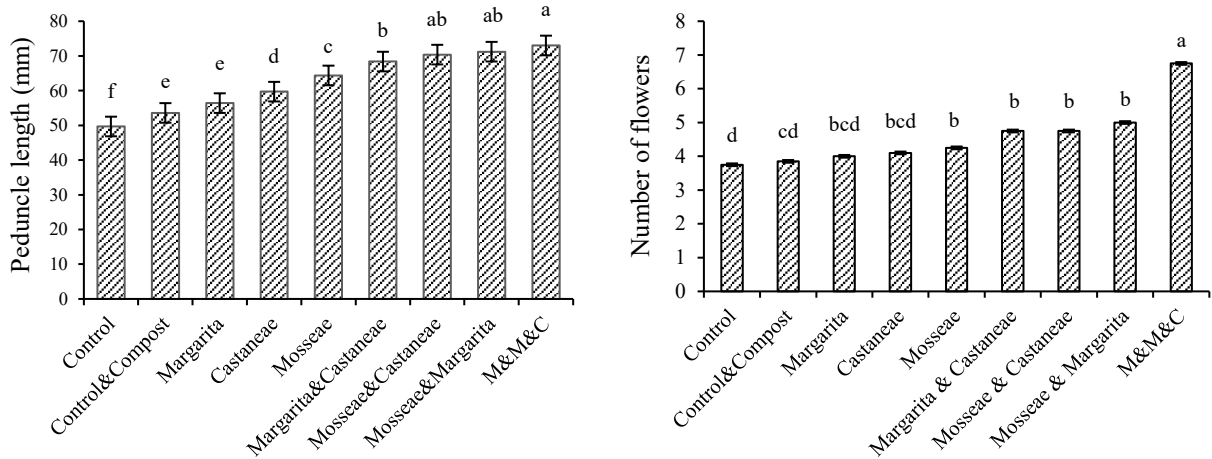 Peduncle length (mm)
80
70
60
50
40
30
20
10
0
f
e
e
d
c
b
ab
ab
a
Control
Control&Compost
Margarita
Castaneae
Mosseae
Margarita&Castaneae
Mosseae&Castaneae
Mosseae&Margarita
M&M&C
Number of flowers
8
7
6
5
4
3
2
1
0
d
cd
bcd
bcd
b
b
b
b
a
Control
Control&Compost
Margarita
Castaneae
Mosseae
Margarita & Castaneae
Mosseae & Castaneae
Mosseae & Margarita
M&M&C